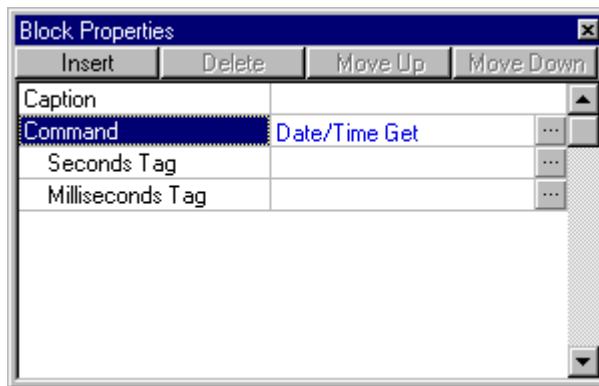 Block Properties
Insert Delete Move Up Move Down
Caption
Command Date/Time Get ...
Seconds Tag ...
Milliseconds Tag ...